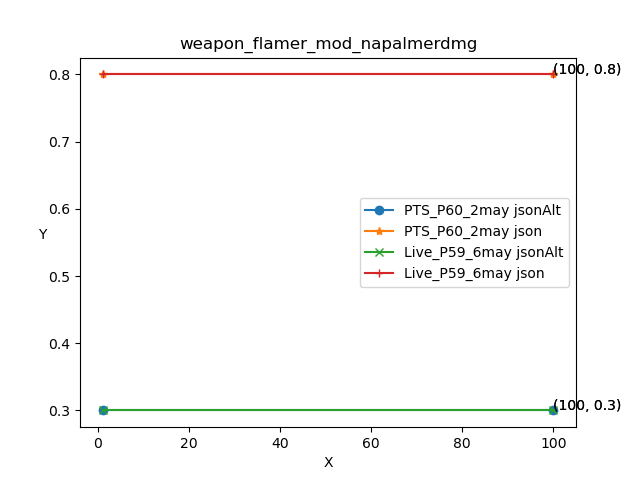 weapon_flamer_mod_napalmerdmg
0.8
0.7
0.6
0.5
0.4
0.3
Y
(100, 0.8)
PTS_P60_2may jsonAlt
PTS_P60_2may json
Live_P59_6may jsonAlt
Live_P59_6may json
(100, 0.3)
0
20
40
60
80
100
X